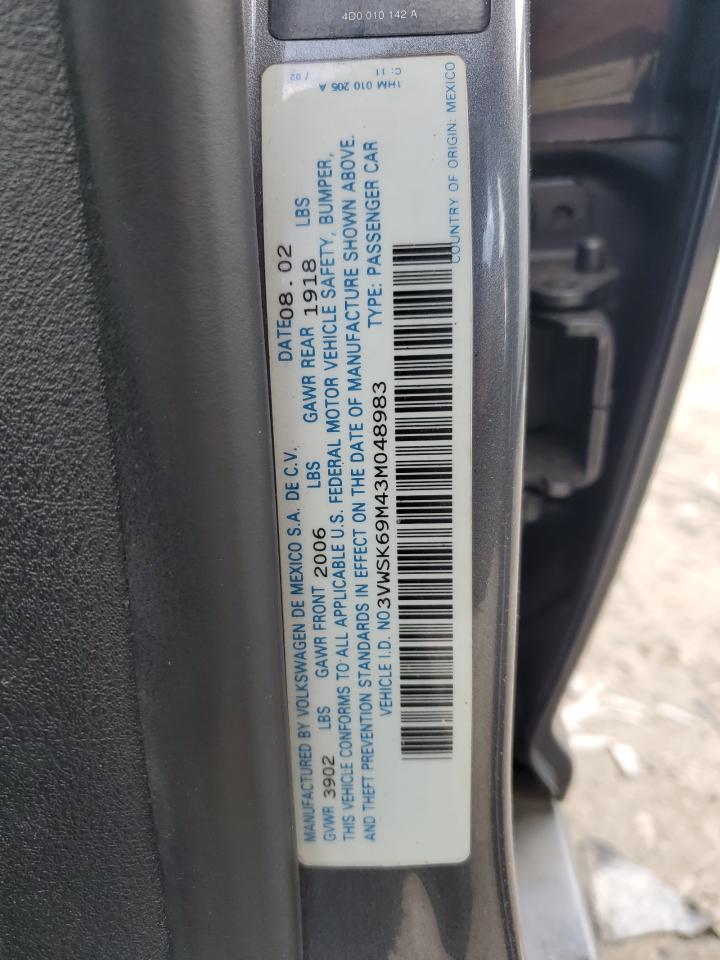 4D0 010 142 A
1HM 010 205 A
C: 11
7 02
MANUFACTURED BY VOLKSWAGEN DE MEXICO S.A. DE C.V. DATE 08.02
GVWR 3902 LBS GAWR FRONT 2006 LBS GAWR REAR 1918 LBS
THIS VEHICLE CONFORMS TO ALL APPLICABLE U.S. FEDERAL MOTOR VEHICLE SAFETY, BUMPER,
AND THEFT PREVENTION STANDARDS IN EFFECT ON THE DATE OF MANUFACTURE SHOWN ABOVE.
VEHICLE I.D. NO 3VWSK69M43M048983 TYPE: PASSENGER CAR
COUNTRY OF ORIGIN: MEXICO